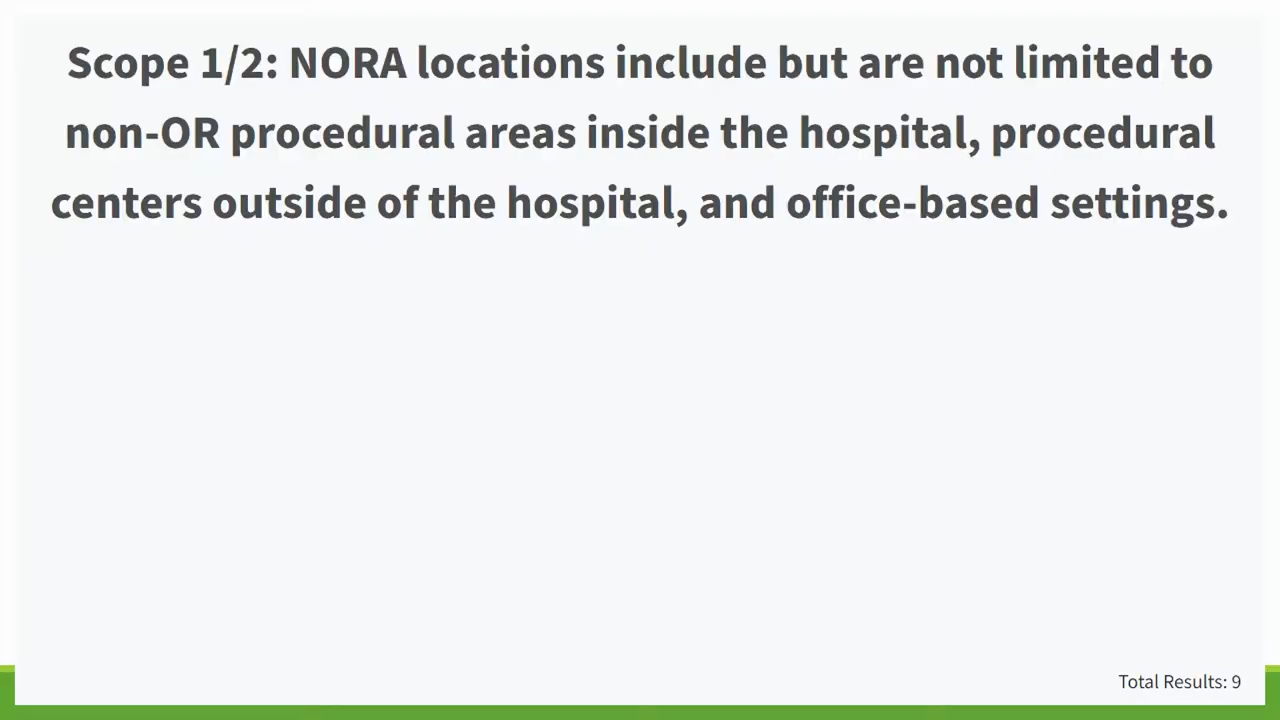 Scope 1/2: NORA locations include but are not limited to
non-OR procedural areas inside the hospital, procedural
centers outside of the hospital, and office-based settings.
Total Results: 9